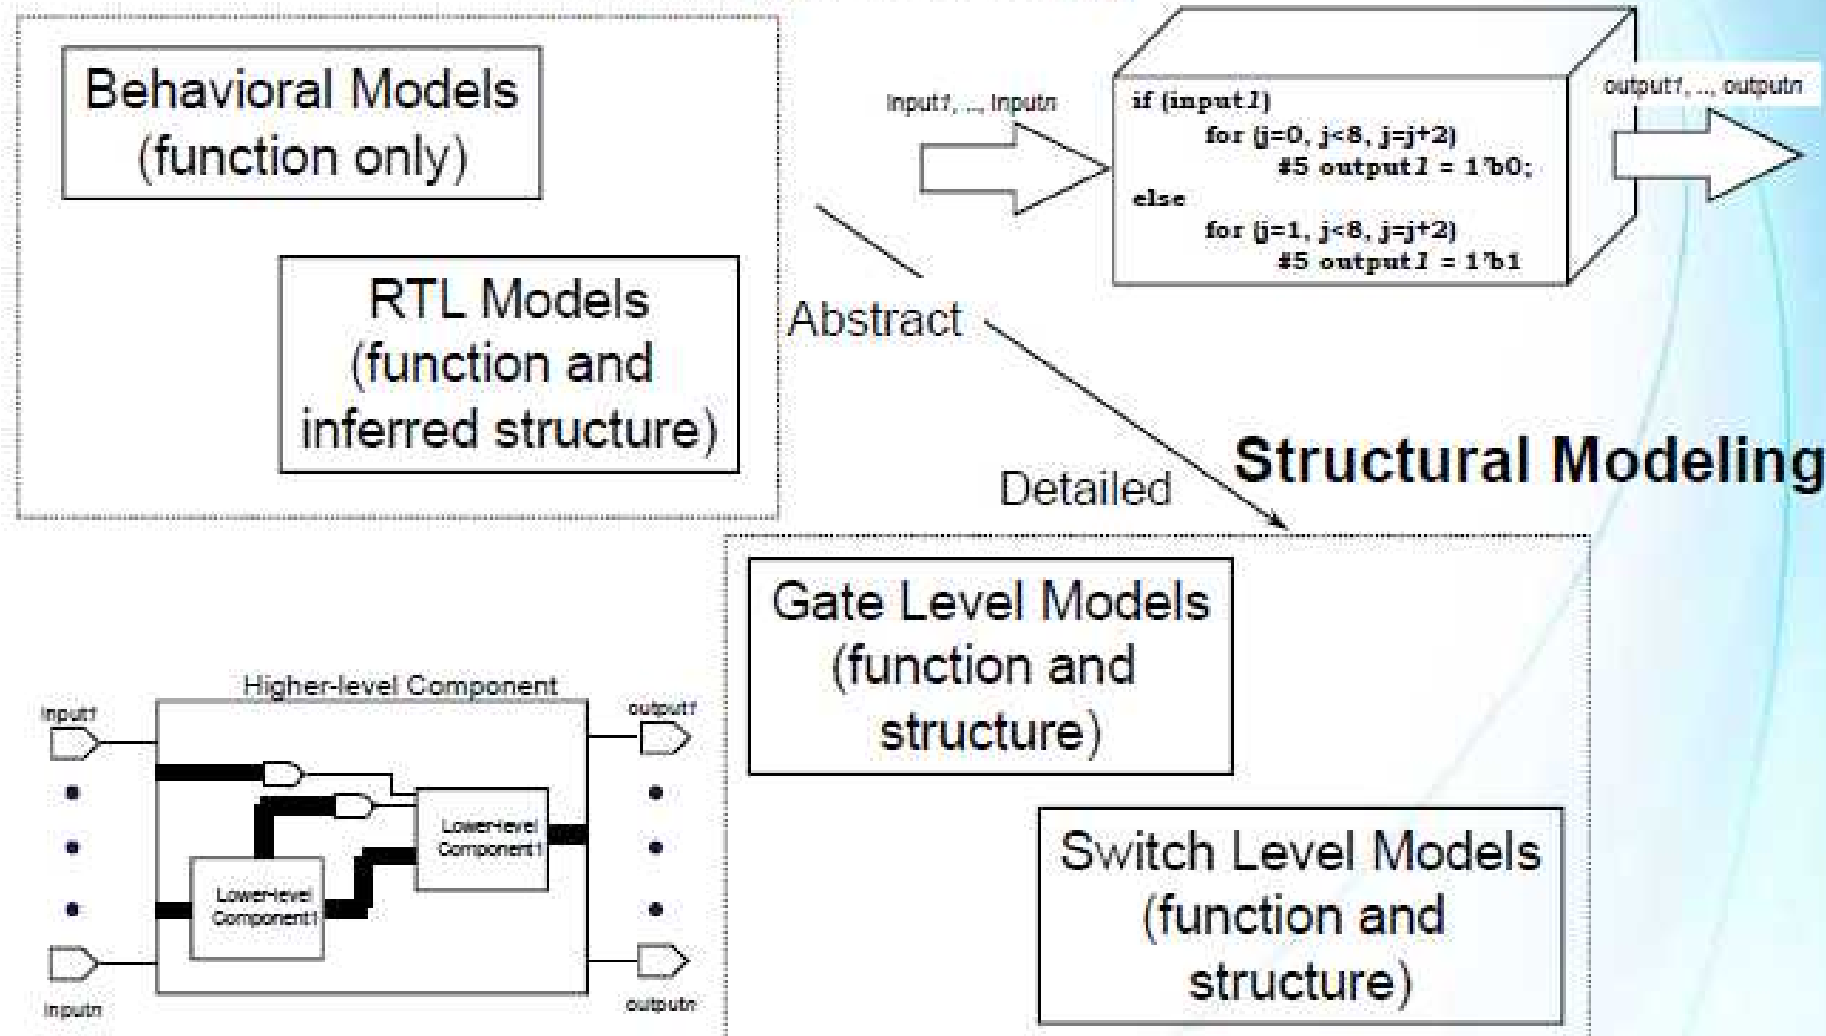 Behavioral Models
(function only)
RTL Models
(function and
inferred structure)
input1, ..., inputn
if (input1)
for (j=0, j<8, j=j+2)
#5 output1 = 1'b0;
else
for (j=1, j<8, j=j+2)
#5 output1 = 1'b1
output1, .., outputn
Abstract
Detailed
Structural Modeling
Gate Level Models
(function and
structure)
Switch Level Models
(function and
structure)
Higher-level Component
input1
output1
Lower-level
Component1
Lower-level
Component1
inputn
outputn